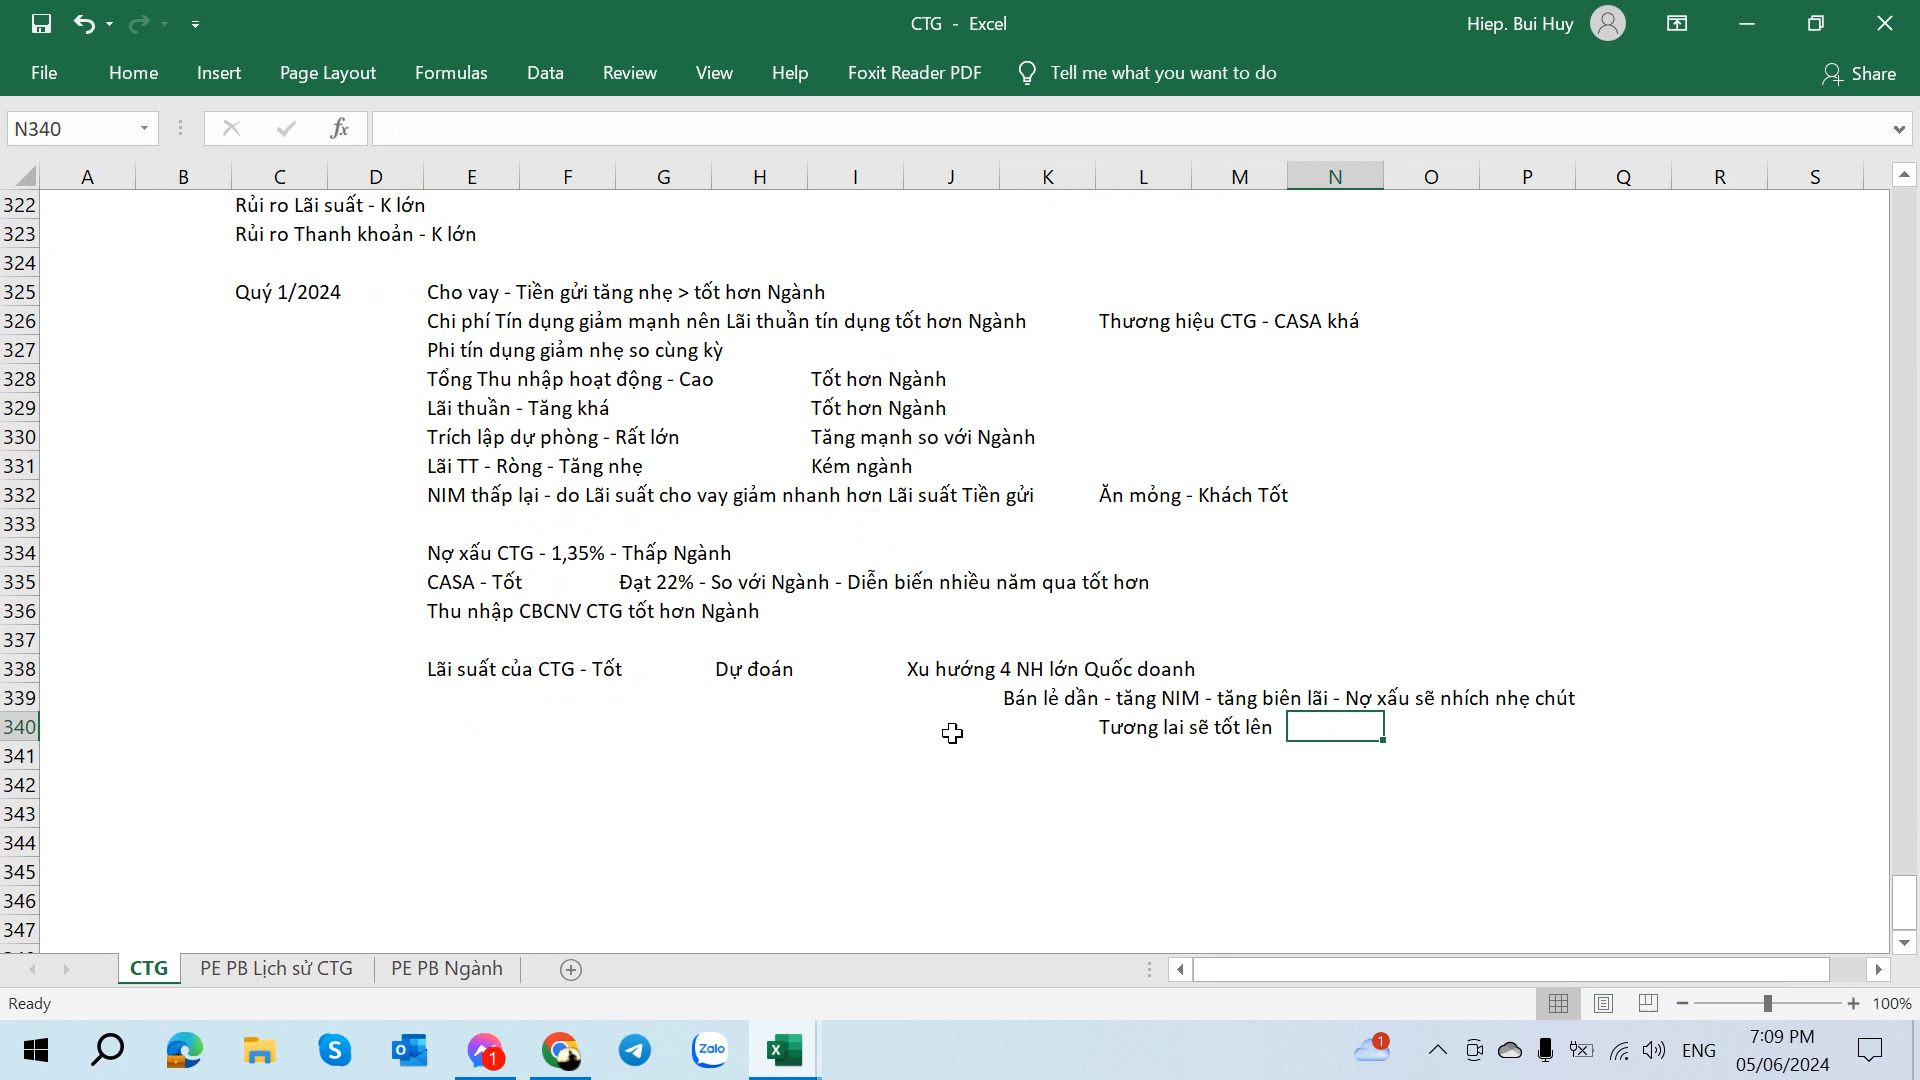 CTG - Excel
Hiep. Bui Huy
File Home Insert Page Layout Formulas Data Review View Help Foxit Reader PDF Tell me what you want to do Share
N340 fx
A B C D E F G H I J K L M N O P Q R S
322 Rủi ro Lãi suất - K lớn
323 Rủi ro Thanh khoản - K lớn
324
325 Quý 1/2024 Cho vay - Tiền gửi tăng nhẹ > tốt hơn Ngành
326 Chi phí Tín dụng giảm mạnh nên Lãi thuần tín dụng tốt hơn Ngành Thương hiệu CTG - CASA khá
327 Phi tín dụng giảm nhẹ so cùng kỳ
328 Tổng Thu nhập hoạt động - Cao Tốt hơn Ngành
329 Lãi thuần - Tăng khá Tốt hơn Ngành
330 Trích lập dự phòng - Rất lớn Tăng mạnh so với Ngành
331 Lãi TT - Ròng - Tăng nhẹ Kém ngành
332 NIM thấp lại - do Lãi suất cho vay giảm nhanh hơn Lãi suất Tiền gửi Ăn mỏng - Khách Tốt
333
334 Nợ xấu CTG - 1,35% - Thấp Ngành
335 CASA - Tốt Đạt 22% - So với Ngành - Diễn biến nhiều năm qua tốt hơn
336 Thu nhập CBCNV CTG tốt hơn Ngành
337
338 Lãi suất của CTG - Tốt Dự đoán Xu hướng 4 NH lớn Quốc doanh
339 Bán lẻ dần - tăng NIM - tăng biên lãi - Nợ xấu sẽ nhích nhẹ chút
340 Tương lai sẽ tốt lên
341
342
343
344
345
346
347
CTG PE PB Lịch sử CTG PE PB Ngành
Ready 100%
1 Zalo 1 ENG 7:09 PM
05/06/2024